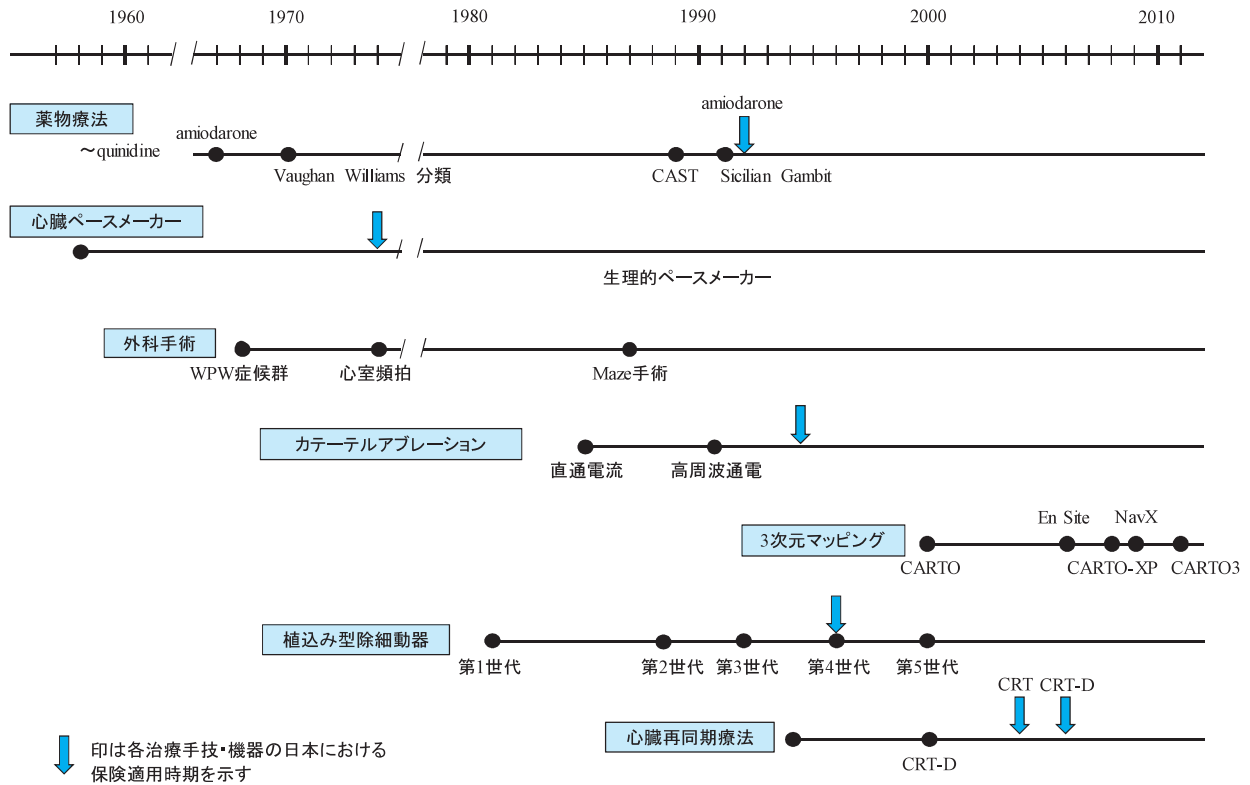 1960 1970 1980 1990 2000 2010
薬物療法
amiodarone
～quinidine
amiodarone
Vaughan Williams 分類
CAST
Sicilian Gambit
心臓ペースメーカー
生理的ペースメーカー
外科手術
WPW症候群
心室頻拍
Maze手術
カテーテルアブレーション
直通電流
高周波通電
3次元マッピング
En Site
NavX
CARTO
CARTO-XP
CARTO3
植込み型除細動器
第1世代
第2世代
第3世代
第4世代
第5世代
CRT
CRT-D
心臓再同期療法
CRT-D
印は各治療手技・機器の日本における
保険適用時期を示す